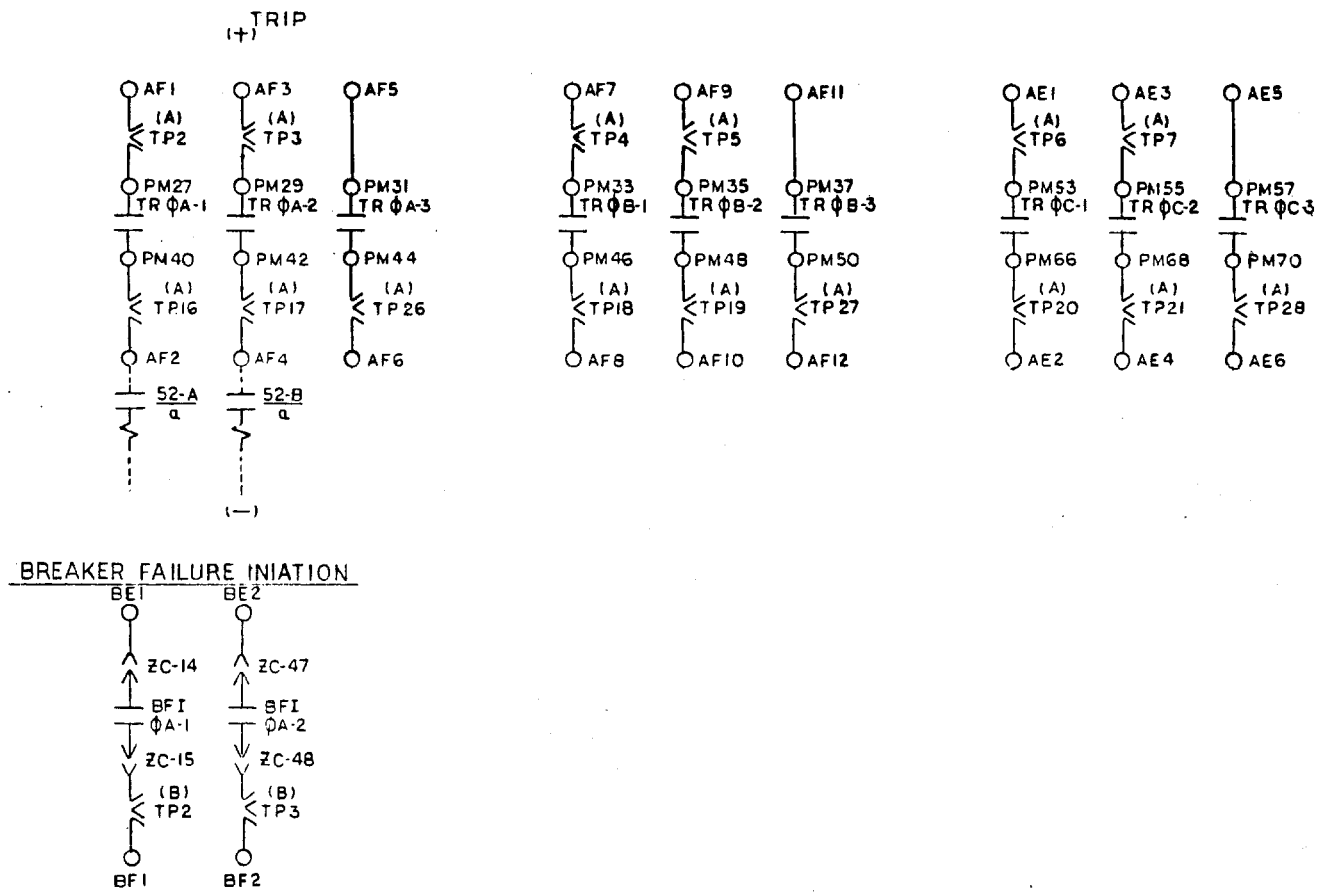 TRIP
(+)
AF1 AF3 AF5 AF7 AF9 AF11 AE1 AE3 AE5
(A) (A) (A) (A) (A) (A)
TP2 TP3 TP4 TP5 TP6 TP7
PM27 PM29 PM31 PM33 PM35 PM37 PM53 PM55 PM57
TR ϕA-1 TR ϕA-2 TR ϕA-3 TR ϕB-1 TR ϕB-2 TR ϕB-3 TR ϕC-1 TR ϕC-2 TR ϕC-3
PM40 PM42 PM44 PM46 PM48 PM50 PM66 PM68 PM70
(A) (A) (A) (A) (A) (A) (A) (A) (A)
TP16 TP17 TP26 TP18 TP19 TP27 TP20 TP21 TP28
AF2 AF4 AF6 AF8 AF10 AF12 AE2 AE4 AE6
52-A 52-B
a a
(—)
BREAKER FAILURE INIATION
BE1 BE2
ZC-14 ZC-47
BFI BFI
ϕA-1 ϕA-2
ZC-15 ZC-48
(B) (B)
TP2 TP3
BF1 BF2